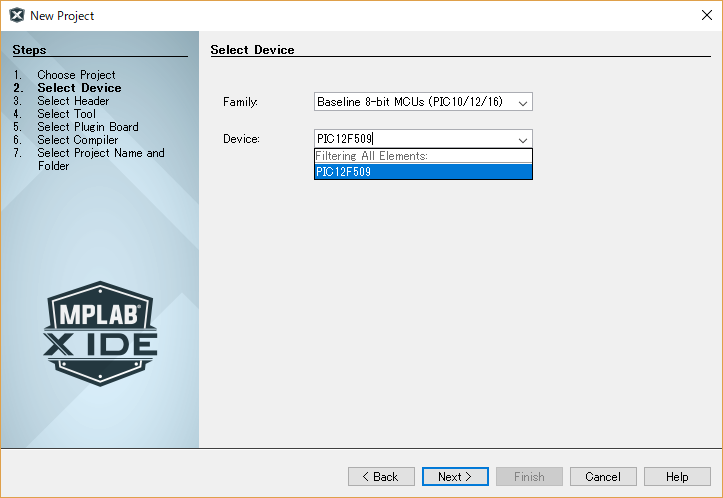 New Project
Steps
1. Choose Project
2. Select Device
3. Select Header
4. Select Tool
5. Select Plugin Board
6. Select Compiler
7. Select Project Name and
Folder
MPLAB®
X IDE
Select Device
Family: Baseline 8-bit MCUs (PIC10/12/16)
Device: PIC12F509
Filtering All Elements:
PIC12F509
< Back Next > Finish Cancel Help